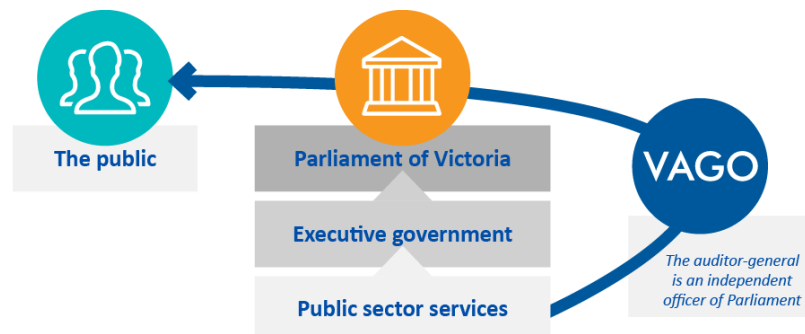 The public
Parliament of Victoria
Executive government
Public sector services
VAGO
The auditor-general
is an independent
officer of Parliament